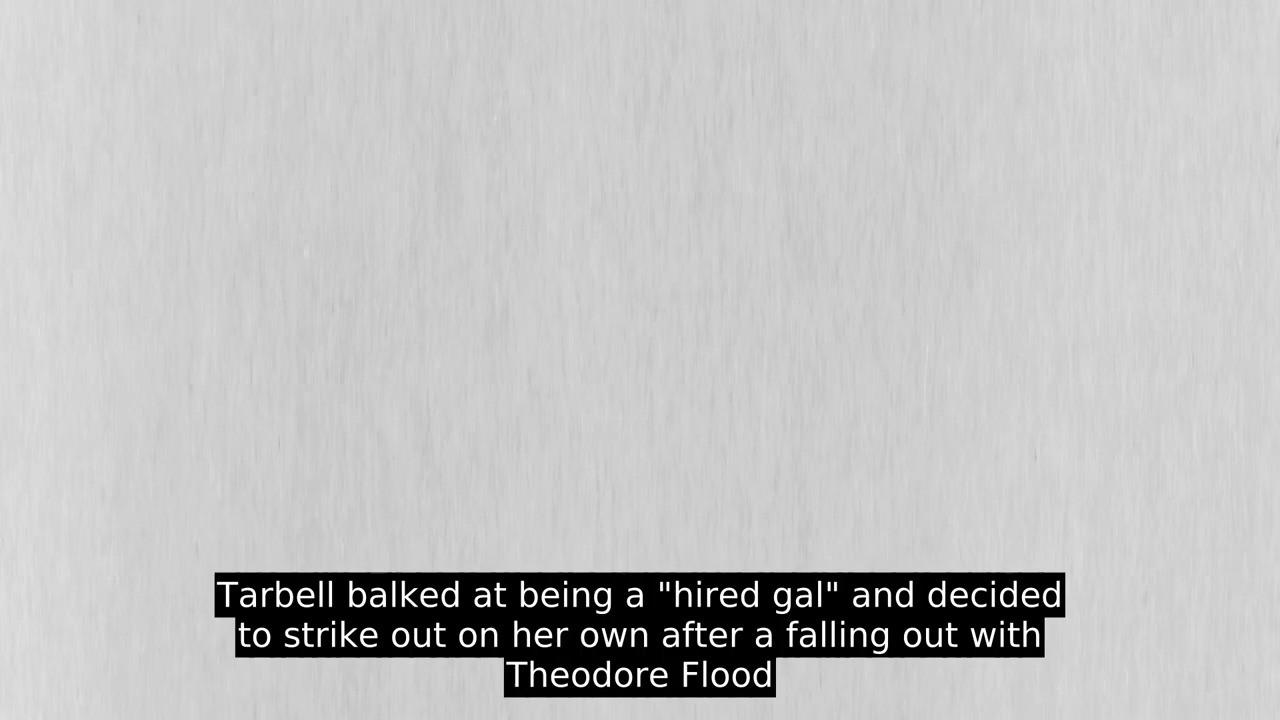 Tarbell balked at being a "hired gal" and decided
to strike out on her own after a falling out with
Theodore Flood